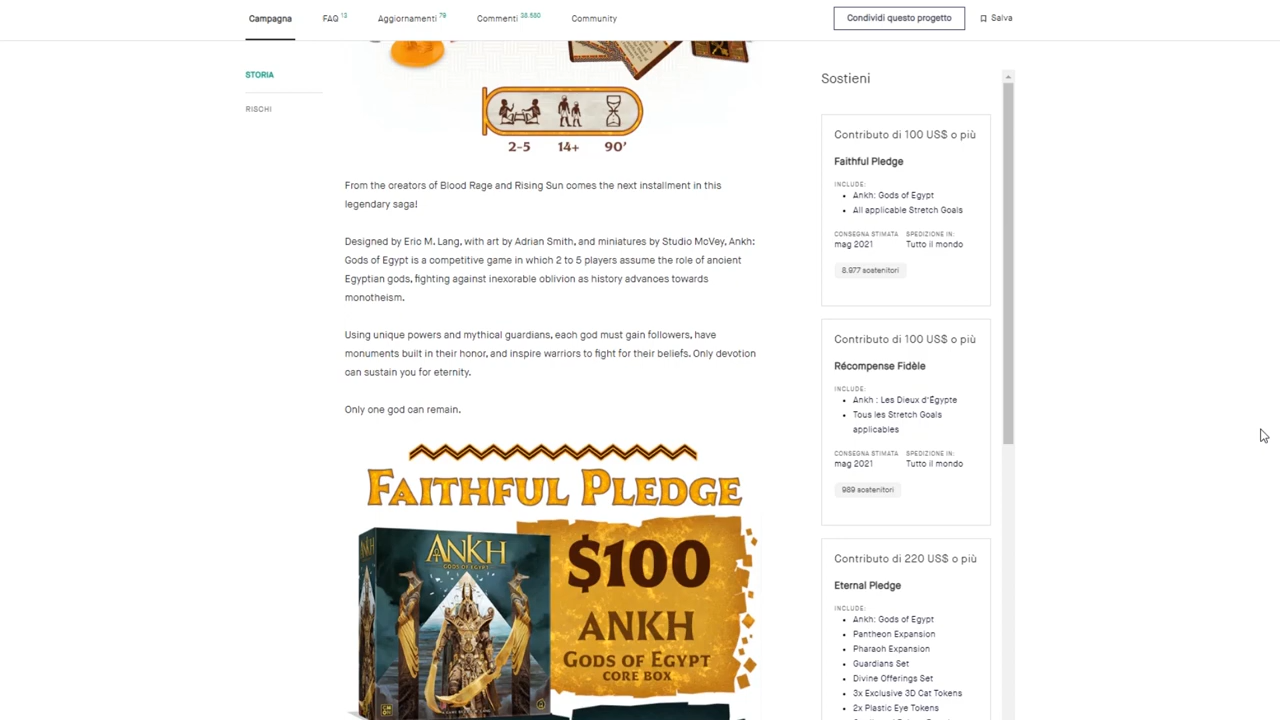 Campagna
FAQ 13
Aggiornamenti 79
Commenti 38.550
Community
Condividi questo progetto
Salva
STORIA
RISCHI
2-5 14+ 90'
From the creators of Blood Rage and Rising Sun comes the next installment in this
legendary saga!
Designed by Eric M. Lang, with art by Adrian Smith, and miniatures by Studio McVey, Ankh:
Gods of Egypt is a competitive game in which 2 to 5 players assume the role of ancient
Egyptian gods, fighting against inexorable oblivion as history advances towards
monotheism.
Using unique powers and mythical guardians, each god must gain followers, have
monuments built in their honor, and inspire warriors to fight for their beliefs. Only devotion
can sustain you for eternity.
Only one god can remain.
FAITHFUL PLEDGE
ANKH
GODS OF EGYPT
$100
ANKH
GODS OF EGYPT
CORE BOX
Sostieni
Contributo di 100 US$ o più
Faithful Pledge
INCLUDE:
• Ankh: Gods of Egypt
• All applicable Stretch Goals
CONSEGNA STIMATA SPEDIZIONE IN:
mag 2021 Tutto il mondo
8.977 sostenitori
Contributo di 100 US$ o più
Récompense Fidèle
INCLUDE:
• Ankh : Les Dieux d'Égypte
• Tous les Stretch Goals
applicables
CONSEGNA STIMATA SPEDIZIONE IN:
mag 2021 Tutto il mondo
989 sostenitori
Contributo di 220 US$ o più
Eternal Pledge
INCLUDE:
• Ankh: Gods of Egypt
• Pantheon Expansion
• Pharaoh Expansion
• Guardians Set
• Divine Offerings Set
• 3x Exclusive 3D Cat Tokens
• 2x Plastic Eye Tokens